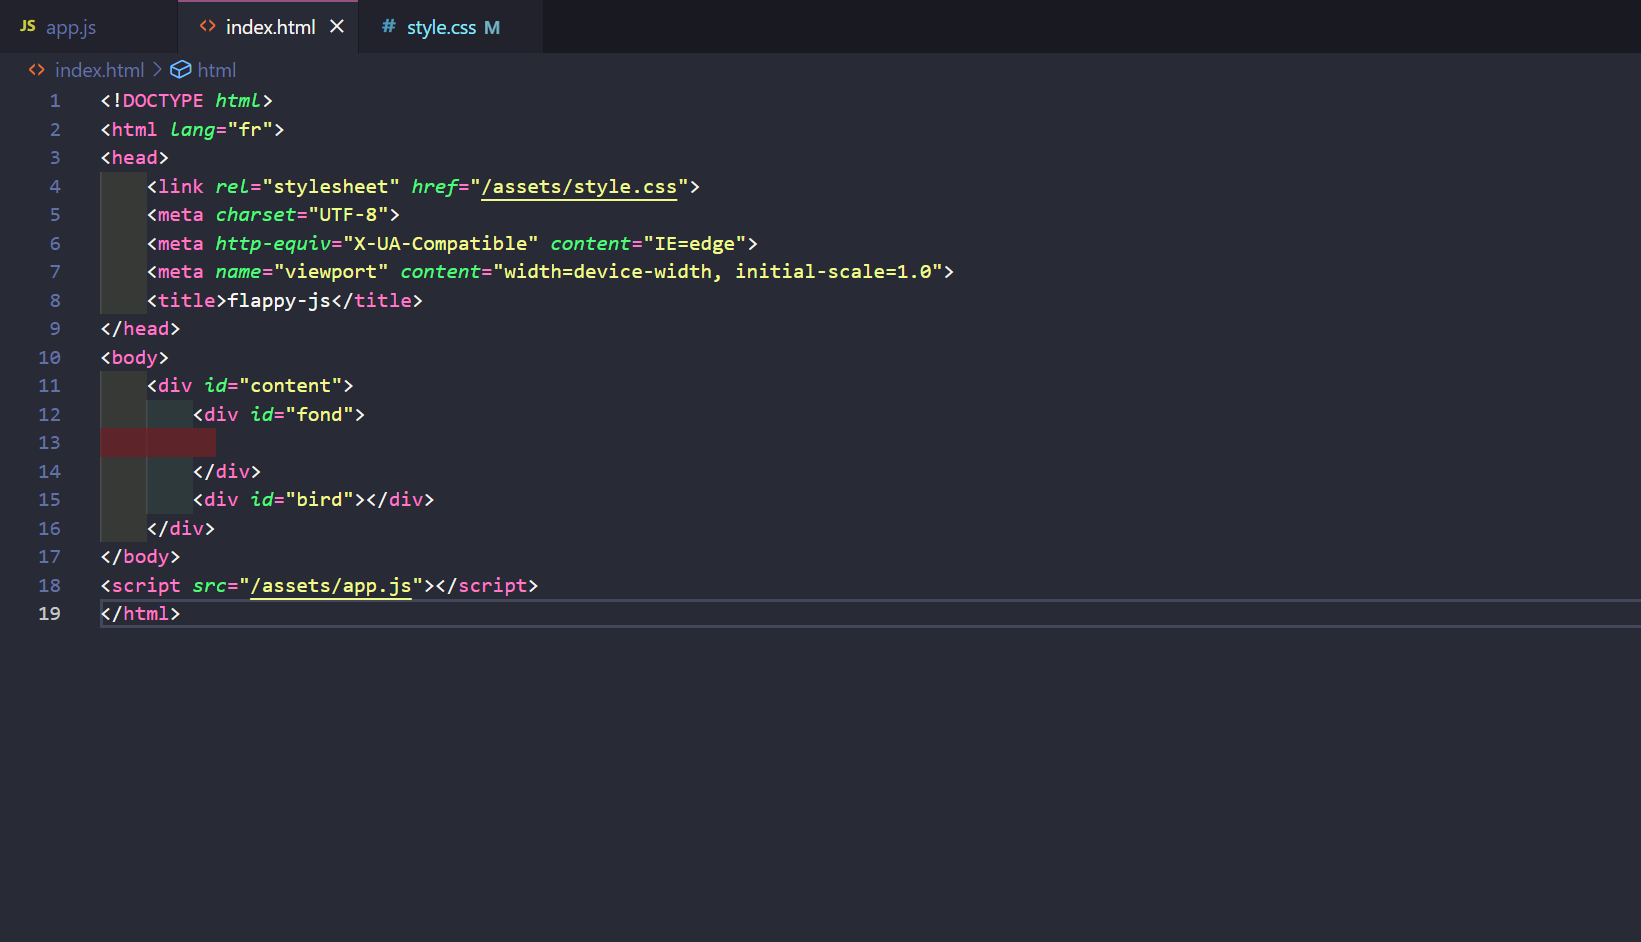 JS app.js <> index.html × # style.css M
<> index.html > html
1 <!DOCTYPE html>
2 <html lang="fr">
3 <head>
4     <link rel="stylesheet" href="/assets/style.css">
5     <meta charset="UTF-8">
6     <meta http-equiv="X-UA-Compatible" content="IE=edge">
7     <meta name="viewport" content="width=device-width, initial-scale=1.0">
8     <title>flappy-js</title>
9 </head>
10 <body>
11     <div id="content">
12         <div id="fond">
13
14         </div>
15         <div id="bird"></div>
16     </div>
17 </body>
18 <script src="/assets/app.js"></script>
19 </html>